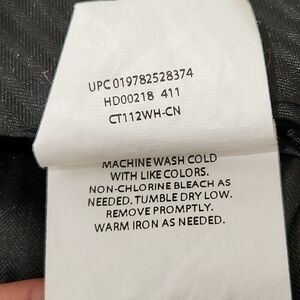 UPC 019782528374
HD00218 411
CT112WH-CN
MACHINE WASH COLD
WITH LIKE COLORS.
NON-CHLORINE BLEACH AS
NEEDED. TUMBLE DRY LOW.
REMOVE PROMPTLY.
WARM IRON AS NEEDED.